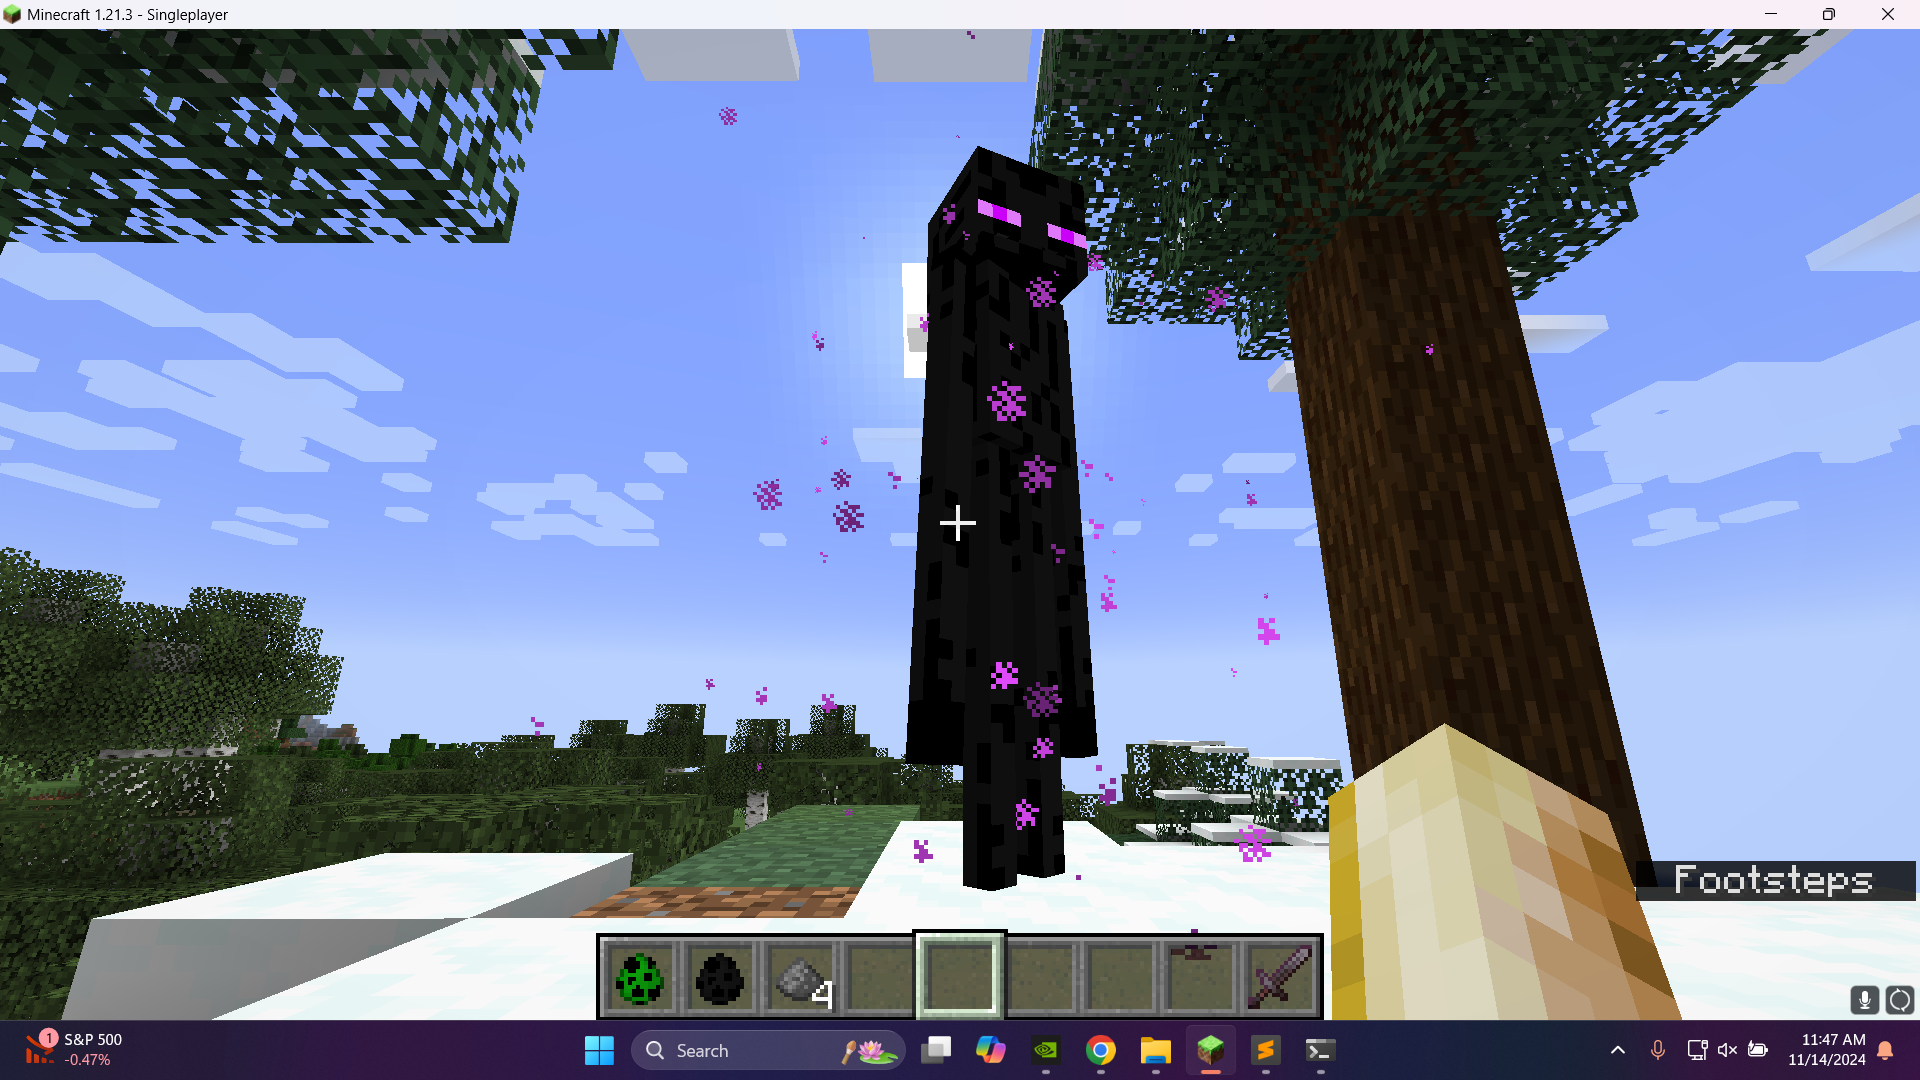 Minecraft 1.21.3 - Singleplayer
Footsteps
4
1
S&P 500
-0.47%
Search
11:47 AM
11/14/2024